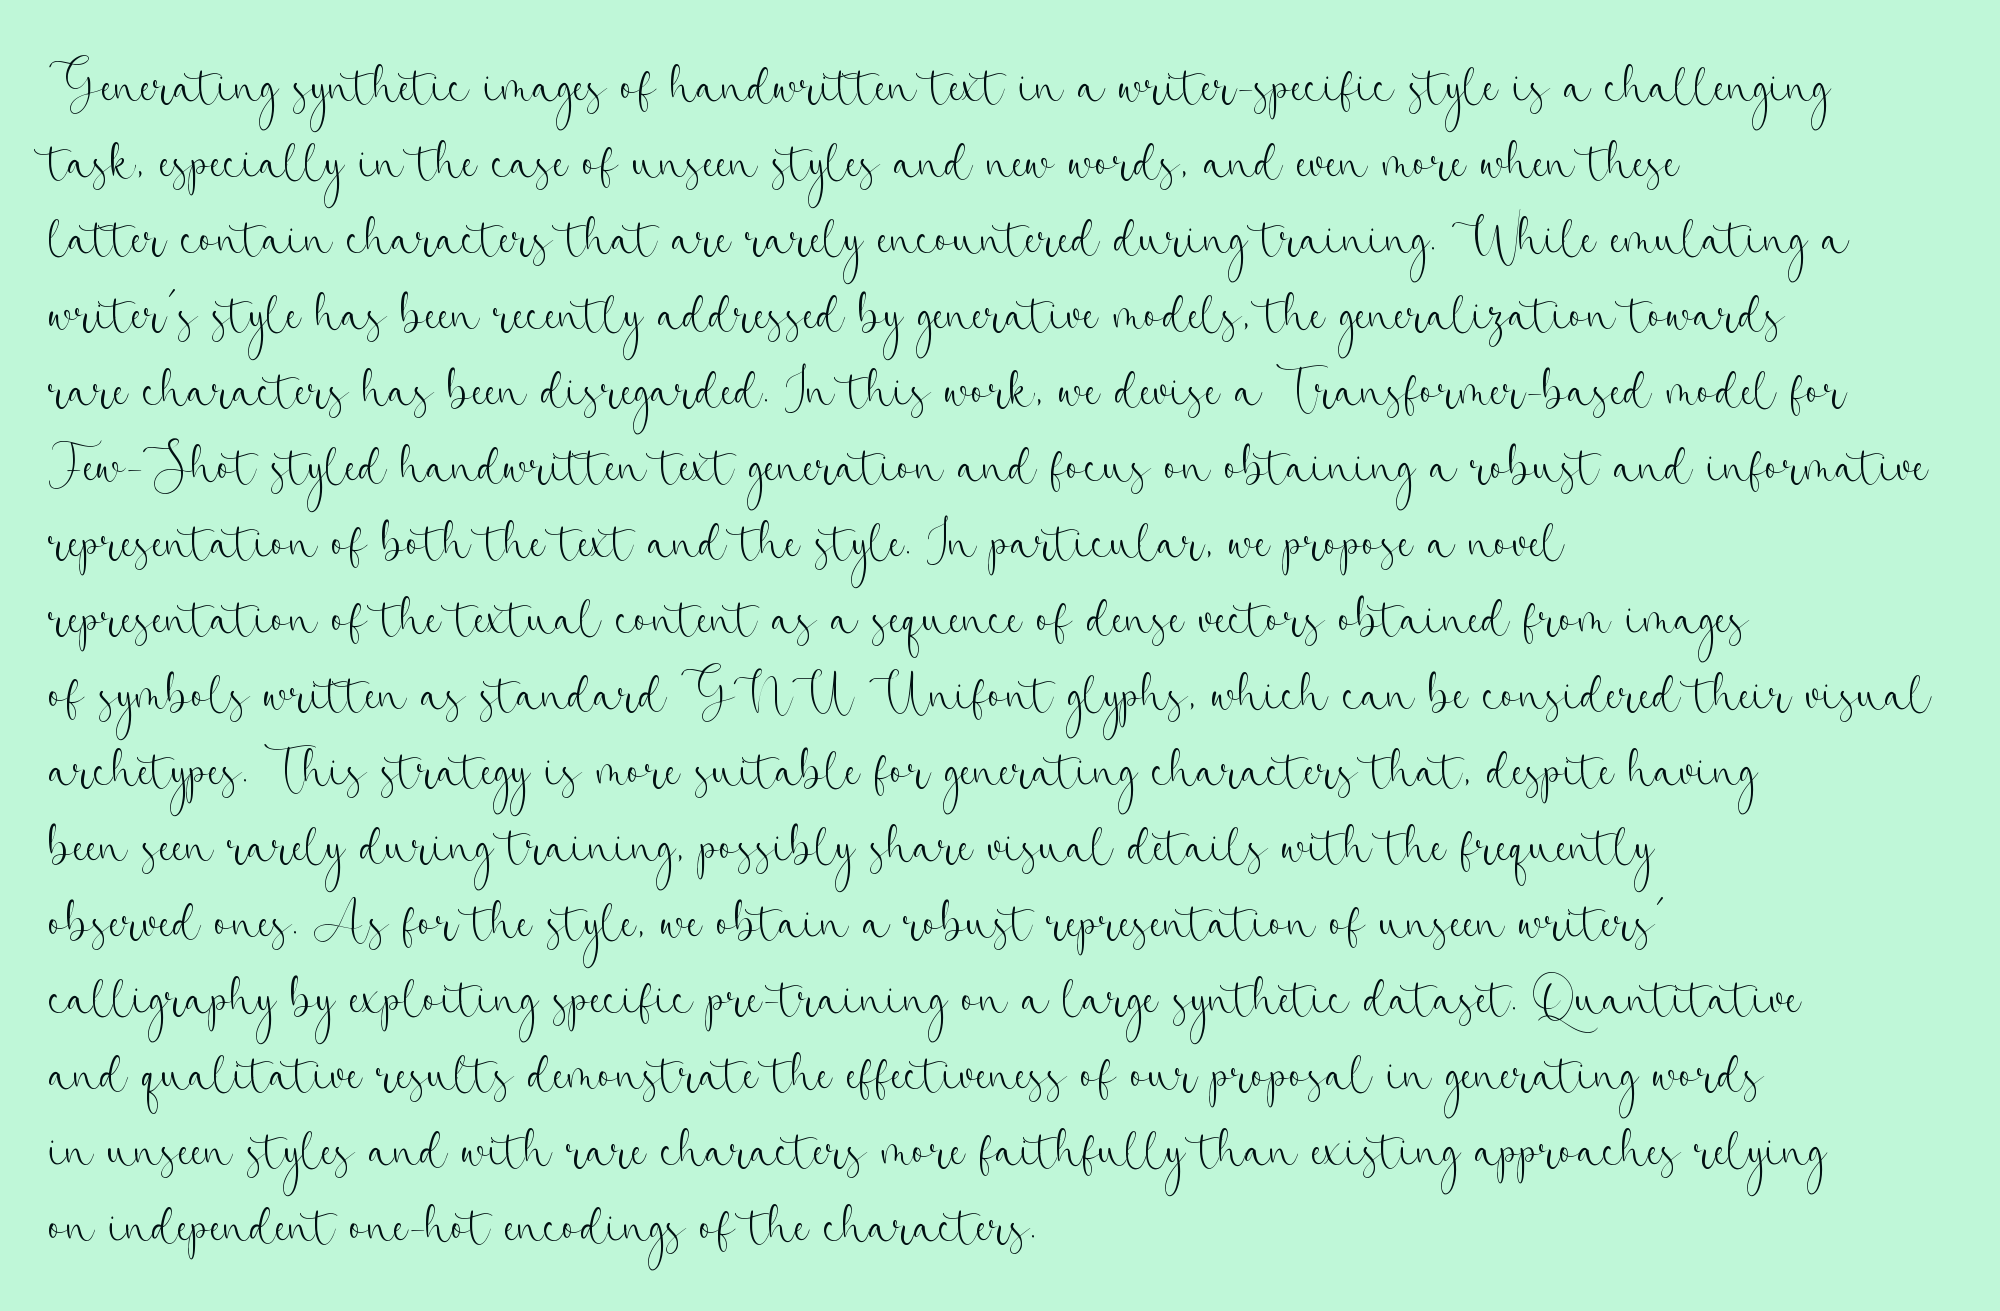 Generating synthetic images of handwritten text in a writer-specific style is a challenging
task, especially in the case of unseen styles and new words, and even more when these
latter contain characters that are rarely encountered during training. While emulating a
writer's style has been recently addressed by generative models, the generalization towards
rare characters has been disregarded. In this work, we devise a Transformer-based model for
Few-Shot styled handwritten text generation and focus on obtaining a robust and informative
representation of both the text and the style. In particular, we propose a novel
representation of the textual content as a sequence of dense vectors obtained from images
of symbols written as standard GNU Unifont glyphs, which can be considered their visual
archetypes. This strategy is more suitable for generating characters that, despite having
been seen rarely during training, possibly share visual details with the frequently
observed ones. As for the style, we obtain a robust representation of unseen writers'
calligraphy by exploiting specific pre-training on a large synthetic dataset. Quantitative
and qualitative results demonstrate the effectiveness of our proposal in generating words
in unseen styles and with rare characters more faithfully than existing approaches relying
on independent one-hot encodings of the characters.